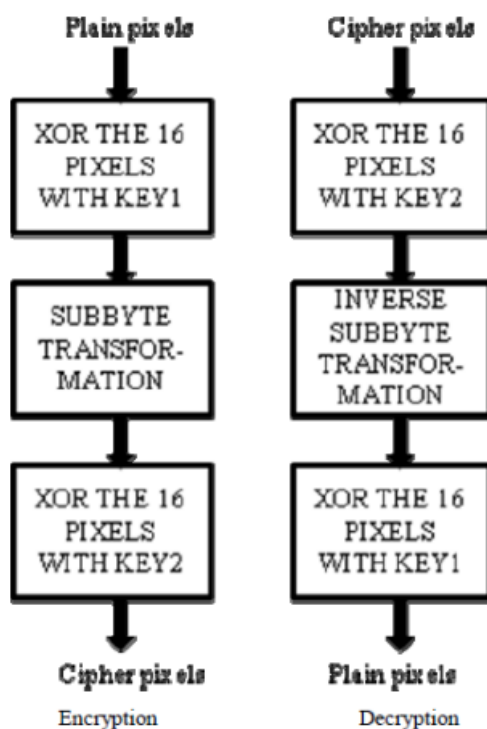 Plain pixels
XOR THE 16
PIXELS
WITH KEY1
SUBBYTE
TRANSFOR-
MATION
XOR THE 16
PIXELS
WITH KEY2
Cipher pixels
Encryption
Cipher pixels
XOR THE 16
PIXELS
WITH KEY2
INVERSE
SUBBYTE
TRANSFOR-
MATION
XOR THE 16
PIXELS
WITH KEY1
Plain pixels
Decryption